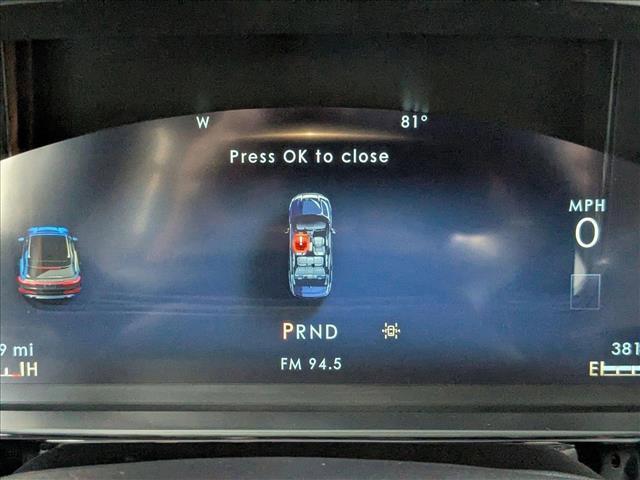 W 81°
Press OK to close
MPH
0
PRND
FM 94.5
9 mi 381
H E